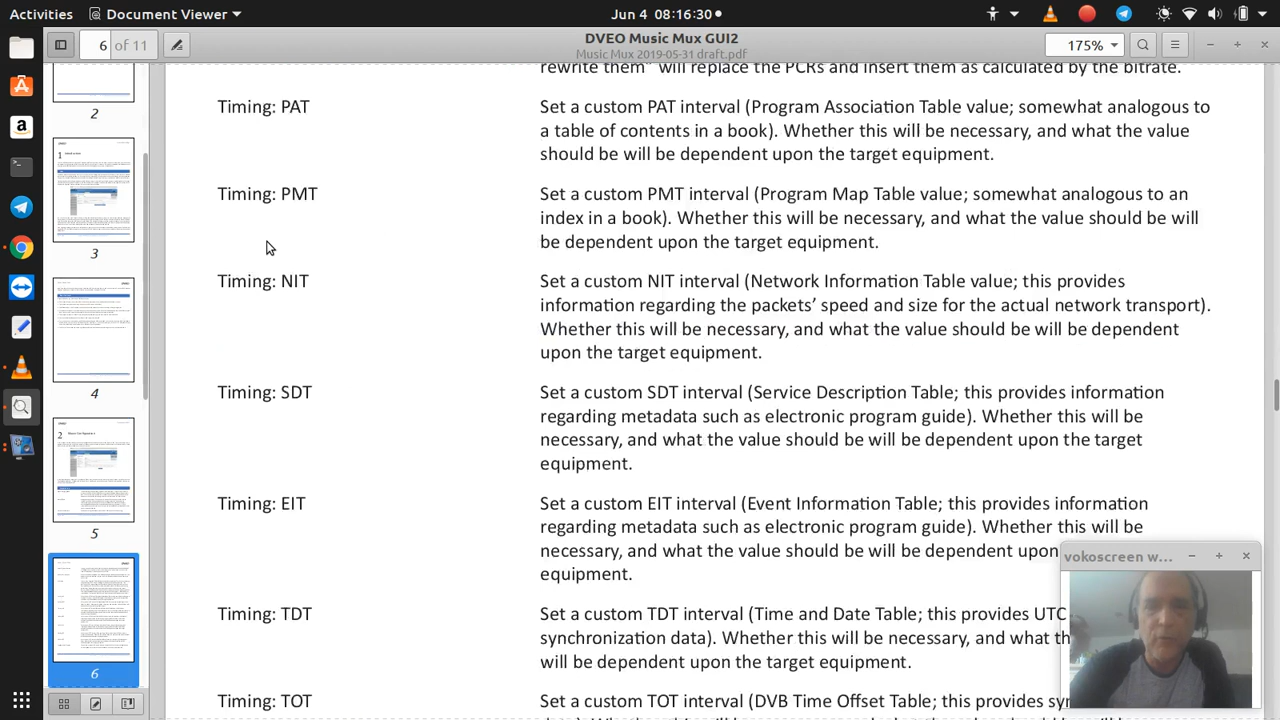 Activities
Document Viewer
Jun 4 08:16:30
6 of 11
DVEO Music Mux GUI2
Music Mux 2019-05-31 draft.pdf
175%
2
3
4
5
6
rewrite them" will replace the PCRs and insert them as calculated by the bitrate.
Timing: PAT
Set a custom PAT interval (Program Association Table value; somewhat analogous to
a table of contents in a book). Whether this will be necessary, and what the value
should be will be dependent upon the target equipment.
Timing: PMT
Set a custom PMT interval (Program Map Table value; somewhat analogous to an
index in a book). Whether this will be necessary, and what the value should be will
be dependent upon the target equipment.
Timing: NIT
Set a custom NIT interval (Network Information Table value; this provides
information regarding the channel, speed, and size of the actual network transport).
Whether this will be necessary, and what the value should be will be dependent
upon the target equipment.
Timing: SDT
Set a custom SDT interval (Service Description Table; this provides information
regarding metadata such as electronic program guide). Whether this will be
necessary, and what the value should be will be dependent upon the target
equipment.
Timing: EIT
Set a custom EIT interval (Event Information Table; this provides information
regarding metadata such as electronic program guide). Whether this will be
necessary, and what the value should be will be dependent upon
equipment.
Timing: TDT
Set a custom TDT interval (Time and Date Table; this provides UTC
synchronization data). Whether this will be necessary, and what th
will be dependent upon the target equipment.
Timing: TOT
Set a custom TOT interval (DVB Time Offset Table; this provides sy
vokoscreen w...